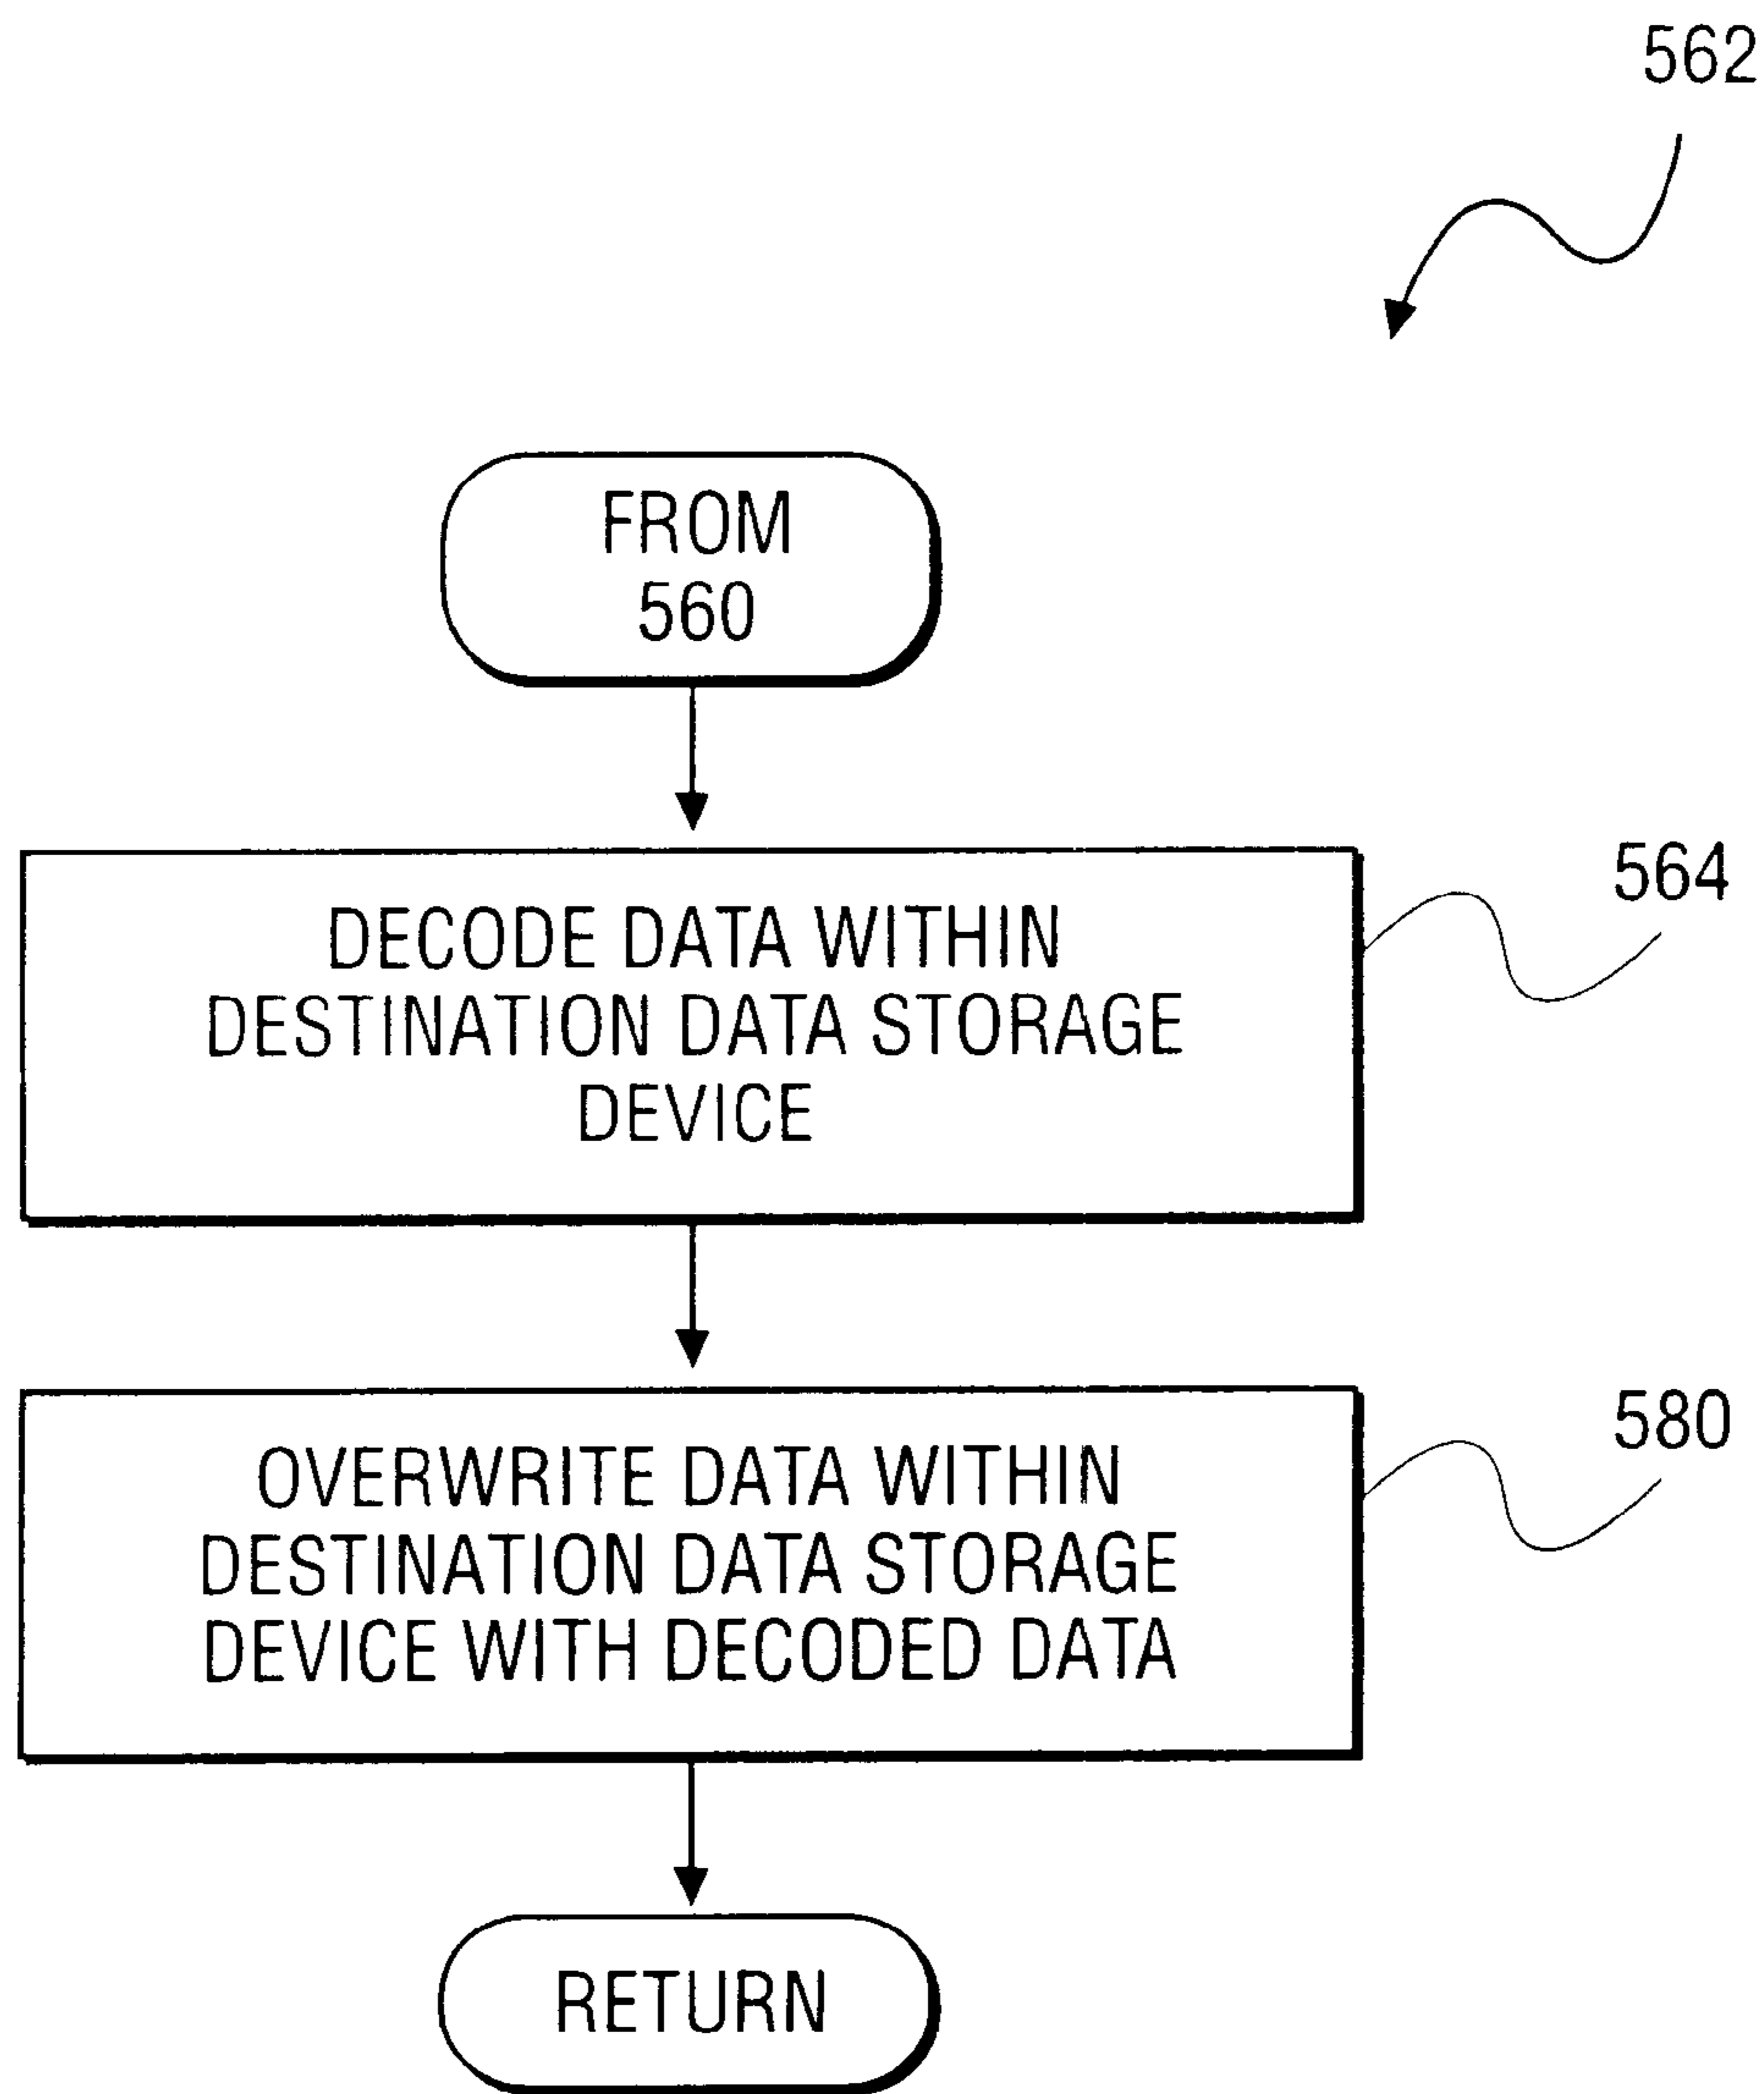 562
FROM
560
DECODE DATA WITHIN
DESTINATION DATA STORAGE
DEVICE
564
OVERWRITE DATA WITHIN
DESTINATION DATA STORAGE
DEVICE WITH DECODED DATA
580
RETURN